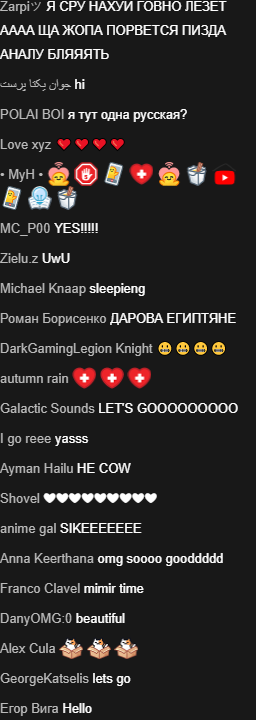 Zarpiツ Я СРУ НАХУЙ ГОВНО ЛЕЗЕТ
АААА ЩА ЖОПА ПОРВЕТСЯ ПИЗДА
АНАЛУ БЛЯЯЯТЬ
جوان یکتا پرست hi
POLAI BOI я тут одна русская?
Love xyz
• MyH •
MC_P00 YES!!!!!
Zielu.z UwU
Michael Knaap sleepieng
Роман Борисенко ДАРОВА ЕГИПТЯНЕ
DarkGamingLegion Knight
autumn rain
Galactic Sounds LET'S GOOOOOOOOO
I go reee yasss
Ayman Hailu HE COW
Shovel
anime gal SIKEEEEEEE
Anna Keerthana omg soooo gooddddd
Franco Clavel mimir time
DanyOMG:0 beautiful
Alex Cula
GeorgeKatselis lets go
Егор Вига Hello